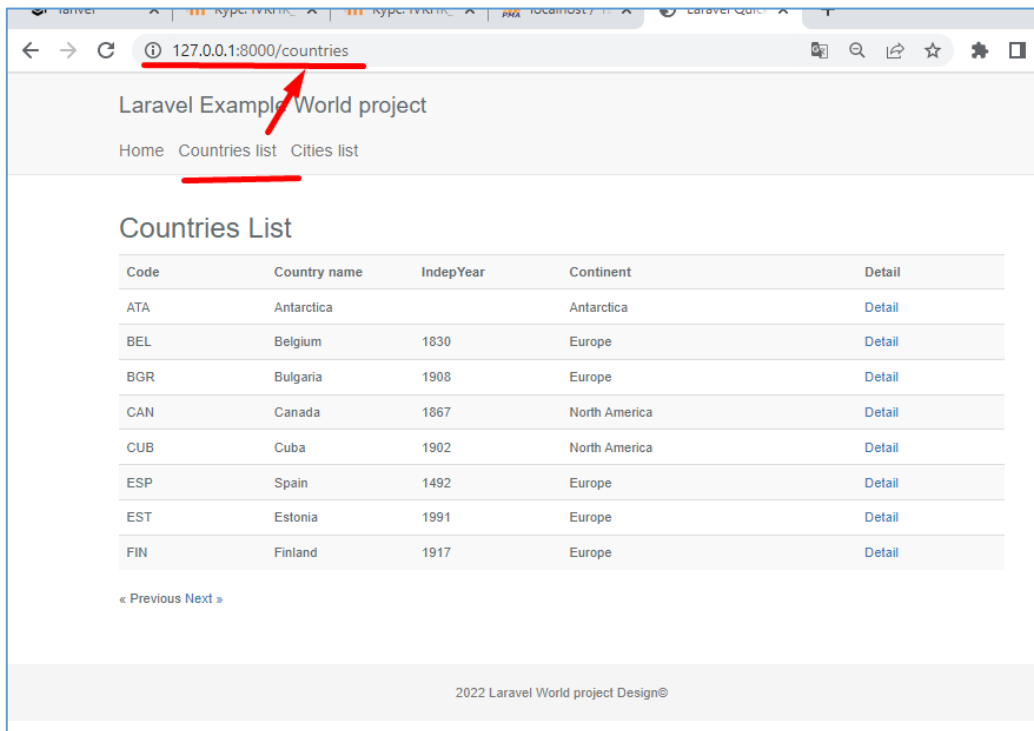 127.0.0.1:8000/countries
Laravel Example World project
Home Countries list Cities list
Countries List
Code Country name IndepYear Continent Detail
ATA Antarctica Antarctica Detail
BEL Belgium 1830 Europe Detail
BGR Bulgaria 1908 Europe Detail
CAN Canada 1867 North America Detail
CUB Cuba 1902 North America Detail
ESP Spain 1492 Europe Detail
EST Estonia 1991 Europe Detail
FIN Finland 1917 Europe Detail
« Previous Next »
2022 Laravel World project Design©